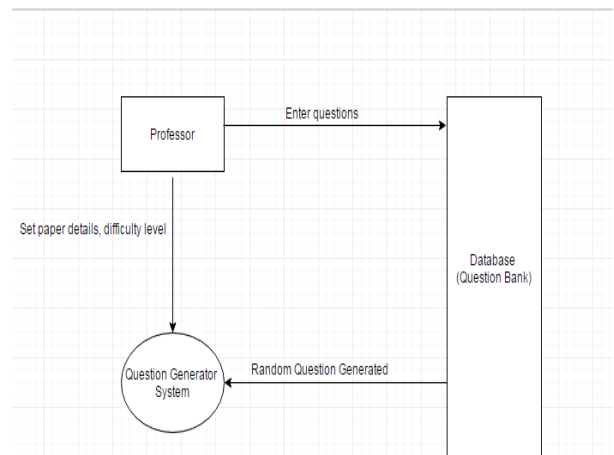 Enter questions
Professor
Set paper details, difficulty level
Database
(Question Bank)
Random Question Generated
Question Generator
System